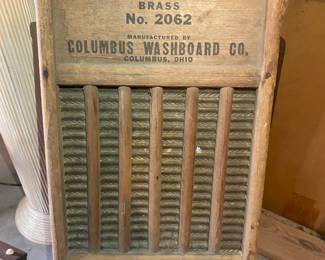 BRASS
No. 2062
MANUFACTURED BY
COLUMBUS WASHBOARD CO.
COLUMBUS, OHIO